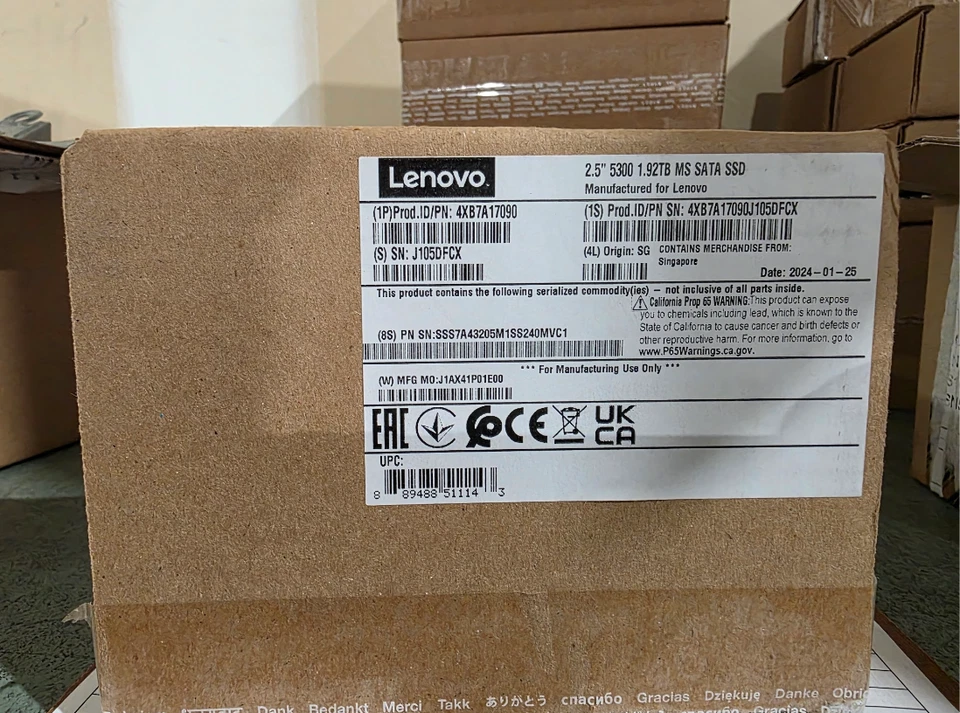 Lenovo
2.5" 5300 1.92TB MS SATA SSD
Manufactured for Lenovo
(1P)Prod.ID/PN: 4XB7A17090
(1S) Prod.ID/PN SN: 4XB7A17090J105DFCX
(S) SN: J105DFCX
(4L) Origin: SG
CONTAINS MERCHANDISE FROM:
Singapore
Date: 2024-01-25
This product contains the following serialized commodity(ies) – not inclusive of all parts inside.
California Prop 65 WARNING:This product can expose
you to chemicals including lead, which is known to the
State of California to cause cancer and birth defects or
other reproductive harm. For more information, go to
www.P65Warnings.ca.gov.
(8S) PN SN:SSS7A43205M1SS240MVC1
*** For Manufacturing Use Only ***
(W) MFG MO:J1AX41P01E00
EAC CE UK
CA
UPC:
8 89488 51114 3
Dank Bedankt Merci Takk ありがとう спасибо Gracias Dziękuję Danke
спасибо Gracias